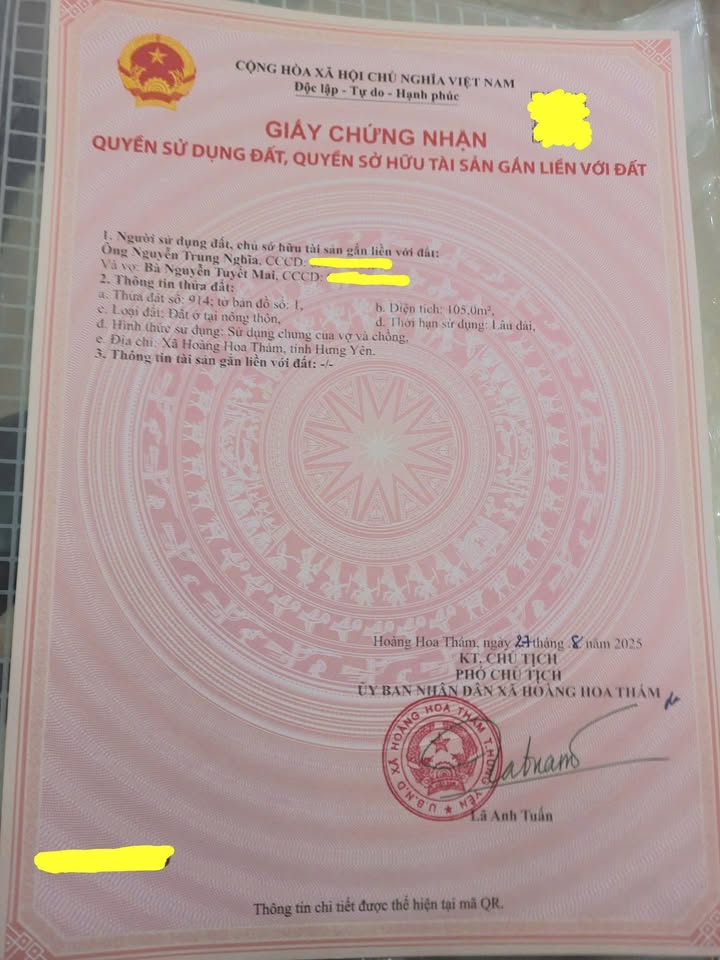 CỘNG HÒA XÃ HỘI CHỦ NGHĨA VIỆT NAM
Độc lập - Tự do - Hạnh phúc
GIẤY CHỨNG NHẬN
QUYỀN SỬ DỤNG ĐẤT, QUYỀN SỞ HỮU TÀI SẢN GẮN LIỀN VỚI ĐẤT
1. Người sử dụng đất, chủ sở hữu tài sản gắn liền với đất:
Ông Nguyễn Trung Nghĩa, CCCD:
Và vợ: Bà Nguyễn Tuyết Mai, CCCD:
2. Thông tin thửa đất:
a. Thửa đất số: 914; tờ bản đồ số: 1, b. Diện tích: 105,0m²,
c. Loại đất: Đất ở tại nông thôn, d. Thời hạn sử dụng: Lâu dài,
đ. Hình thức sử dụng: Sử dụng chung của vợ và chồng,
e. Địa chỉ: Xã Hoàng Hoa Thám, tỉnh Hưng Yên.
3. Thông tin tài sản gắn liền với đất: -/-
Hoàng Hoa Thám, ngày 27 tháng 8 năm 2025
KT. CHỦ TỊCH
PHÓ CHỦ TỊCH
ỦY BAN NHÂN DÂN XÃ HOÀNG HOA THÁM
U.B.N.D XÃ HOÀNG HOA THÁM T.HƯNG YÊN
Lã Anh Tuấn
Thông tin chi tiết được thể hiện tại mã QR.